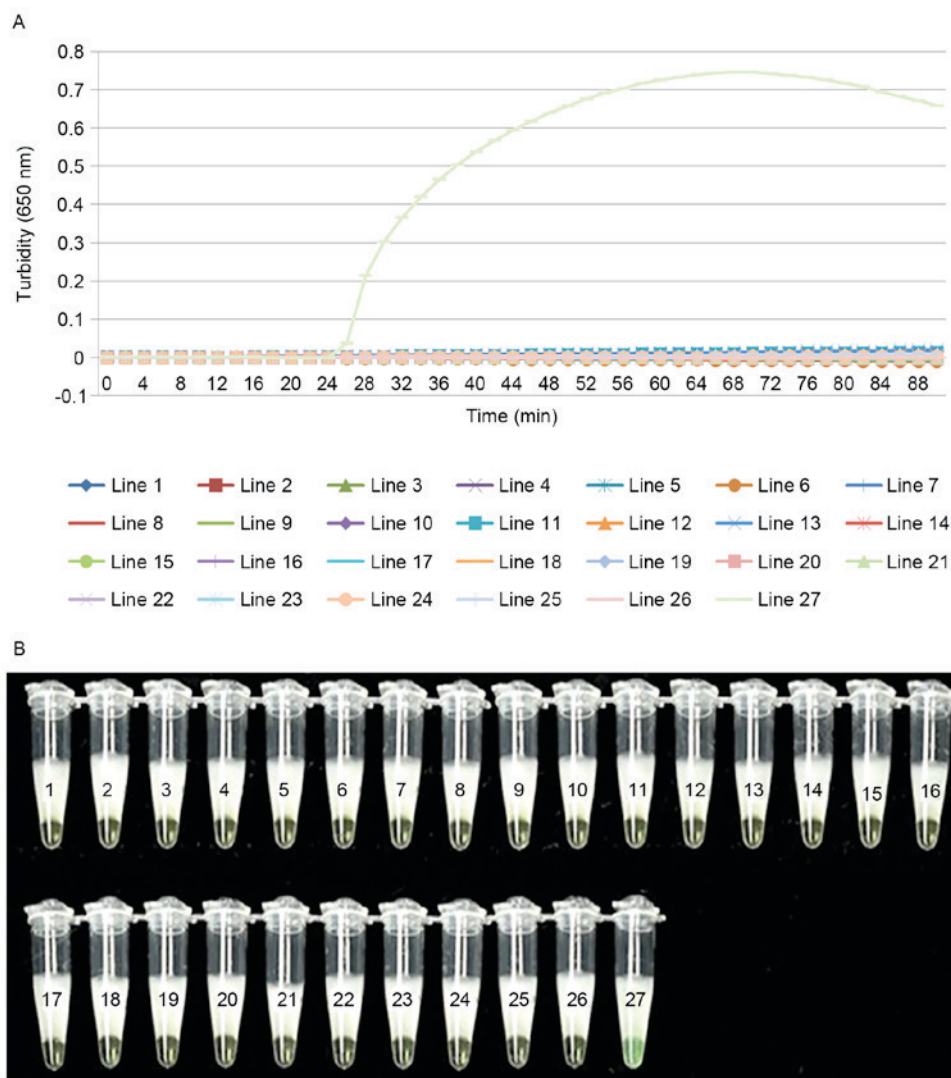 A
0.8
0.7
0.6
0.5
0.4
0.3
0.2
0.1
0
-0.1
Turbidity (650 nm)
0 4 8 12 16 20 24 28 32 36 40 44 48 52 56 60 64 68 72 76 80 84 88
Time (min)
Line 1 Line 2 Line 3 Line 4 Line 5 Line 6 Line 7
Line 8 Line 9 Line 10 Line 11 Line 12 Line 13 Line 14
Line 15 Line 16 Line 17 Line 18 Line 19 Line 20 Line 21
Line 22 Line 23 Line 24 Line 25 Line 26 Line 27
B
1 2 3 4 5 6 7 8 9 10 11 12 13 14 15 16
17 18 19 20 21 22 23 24 25 26 27